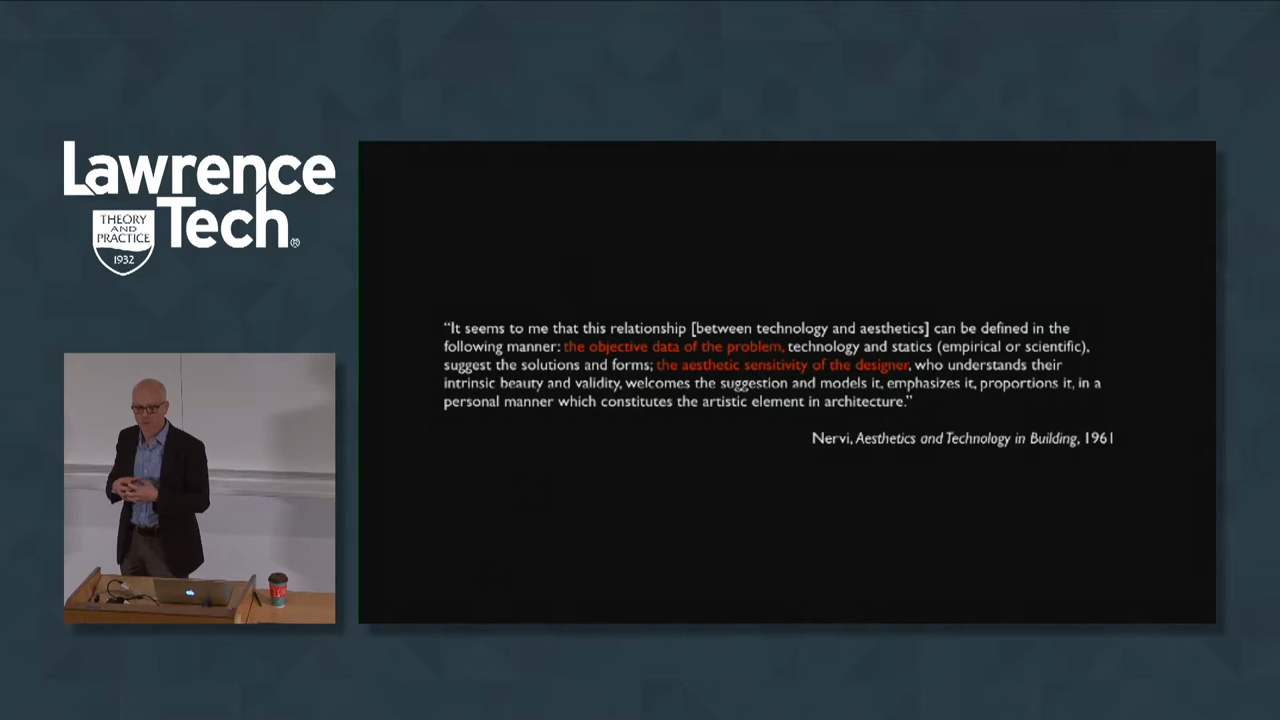 Lawrence
Tech®
THEORY
AND
PRACTICE
1932
“It seems to me that this relationship [between technology and aesthetics] can be defined in the
following manner: the objective data of the problem, technology and statics (empirical or scientific),
suggest the solutions and forms; the aesthetic sensitivity of the designer, who understands their
intrinsic beauty and validity, welcomes the suggestion and models it, emphasizes it, proportions it, in a
personal manner which constitutes the artistic element in architecture.”
Nervi, Aesthetics and Technology in Building, 1961